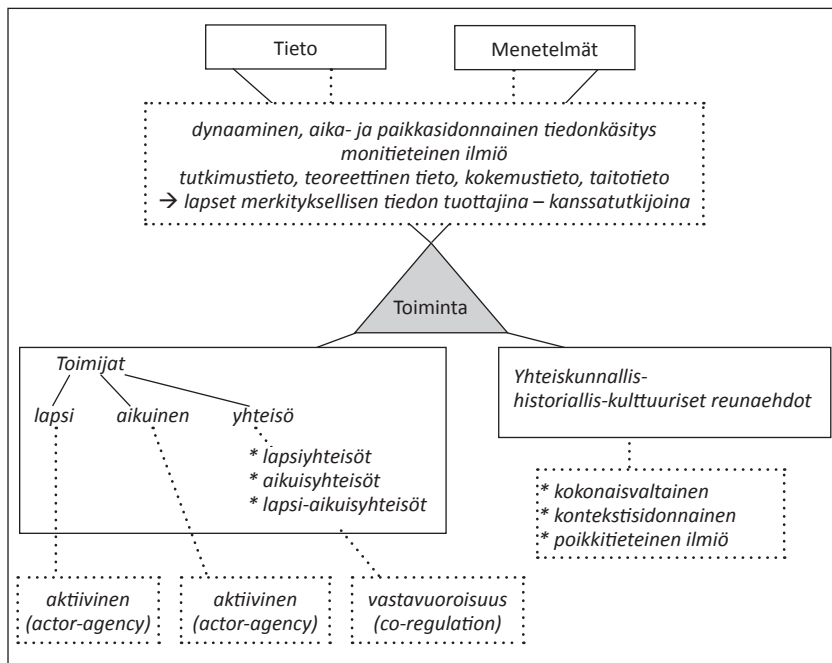 Tieto
Menetelmät
dynaaminen, aika- ja paikkasidonnainen tiedonkäsitys
monitieteinen ilmiö
tutkimustieto, teoreettinen tieto, kokemustieto, taitotieto
→ lapset merkityksellisen tiedon tuottajina – kanssatutkijoina
Toiminta
Toimijat
lapsi aikuinen yhteisö
* lapsiyhteisöt
* aikuisyhteisöt
* lapsi-aikuisyhteisöt
Yhteiskunnallis-
historiallis-kulttuuriset reunaehdot
* kokonaisvaltainen
* kontekstisidonnainen
* poikkitieteinen ilmiö
aktiivinen
(actor-agency)
aktiivinen
(actor-agency)
vastavuoroisuus
(co-regulation)